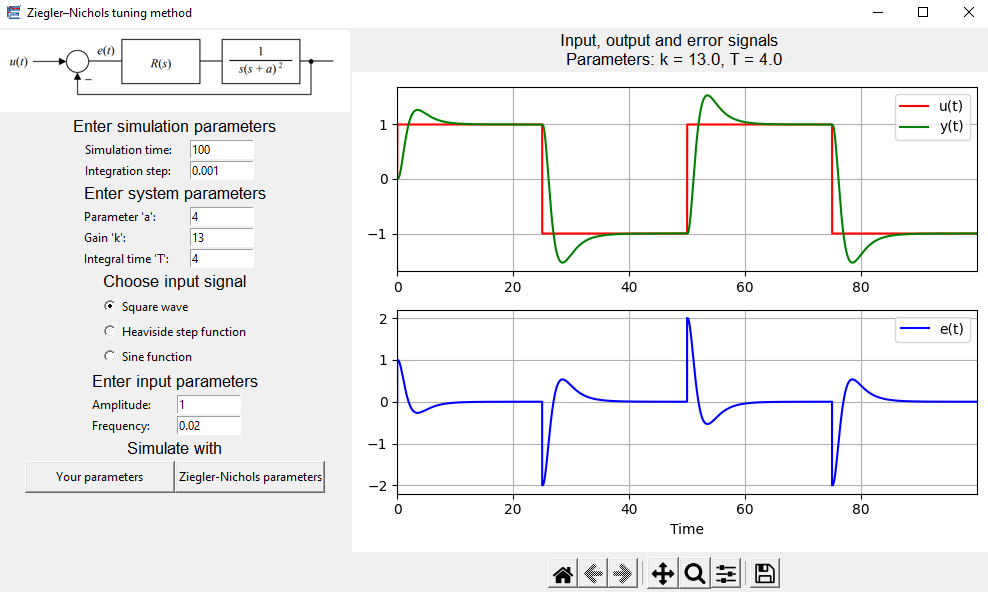 Ziegler–Nichols tuning method
u(t)
e(t)
R(s)
1
s(s + a)²
−
Enter simulation parameters
Simulation time: 100
Integration step: 0.001
Enter system parameters
Parameter 'a': 4
Gain 'k': 13
Integral time 'T': 4
Choose input signal
Square wave
Heaviside step function
Sine function
Enter input parameters
Amplitude: 1
Frequency: 0.02
Simulate with
Your parameters
Ziegler-Nichols parameters
Input, output and error signals
Parameters: k = 13.0, T = 4.0
u(t)
y(t)
1
0
−1
0 20 40 60 80
e(t)
2
1
0
−1
−2
0 20 40 60 80
Time